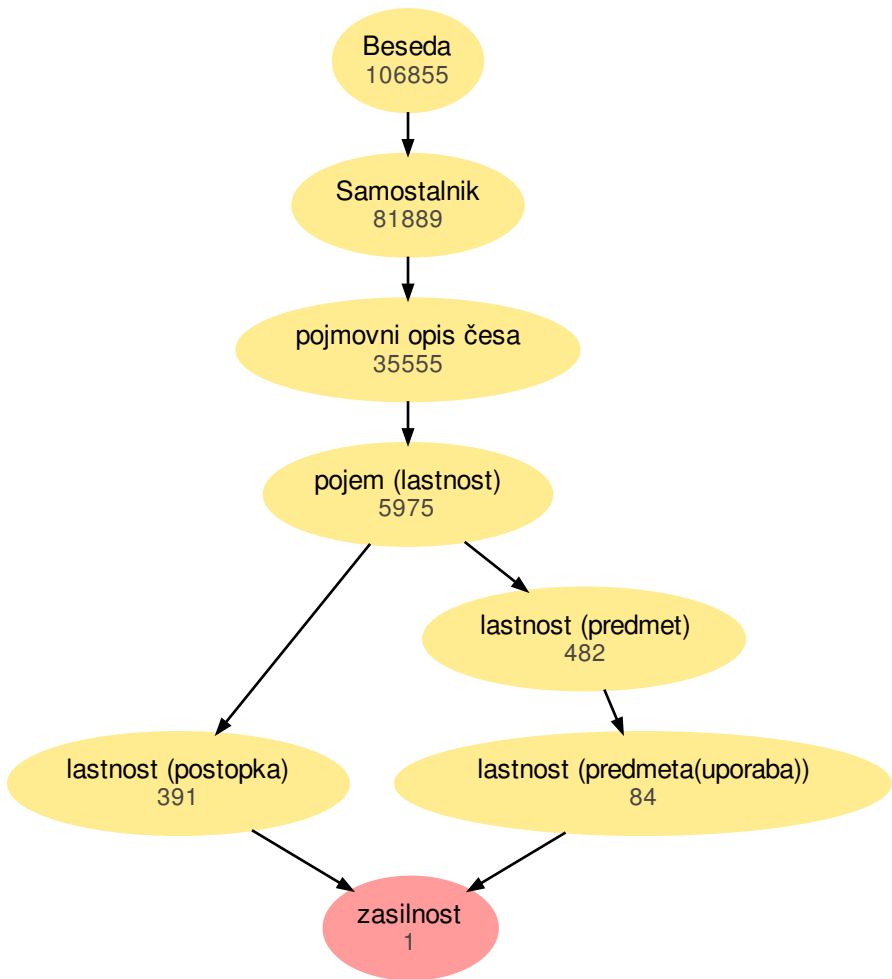 Beseda
106855
Samostalnik
81889
pojmovni opis česa
35555
pojem (lastnost)
5975
lastnost (predmet)
482
lastnost (postopka)
391
lastnost (predmeta(uporaba))
84
zasilnost
1